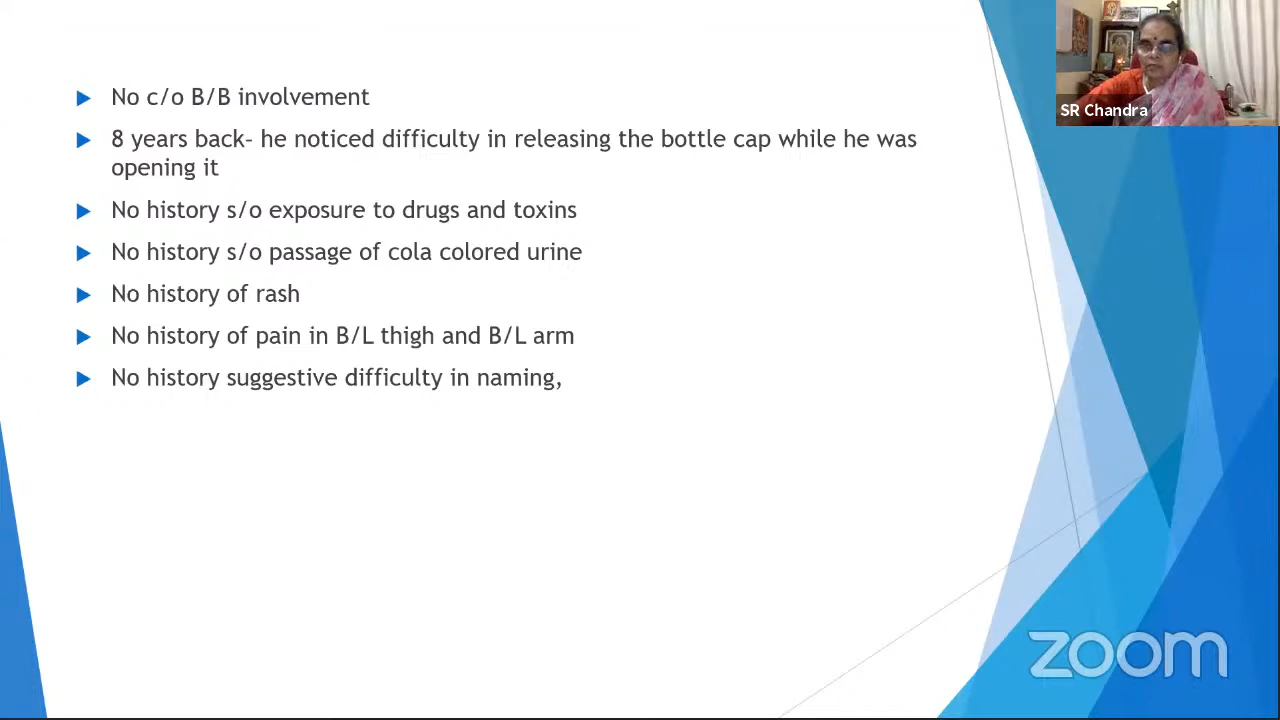 No c/o B/B involvement
8 years back- he noticed difficulty in releasing the bottle cap while he was
opening it
No history s/o exposure to drugs and toxins
No history s/o passage of cola colored urine
No history of rash
No history of pain in B/L thigh and B/L arm
No history suggestive difficulty in naming,
SR Chandra
zoom